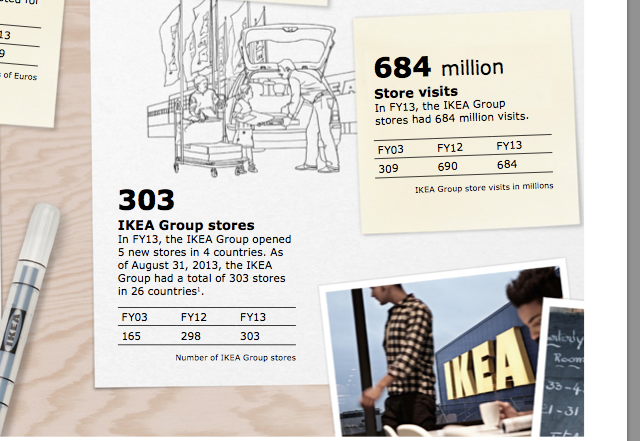 13
9
s of Euros
684 million
Store visits
In FY13, the IKEA Group
stores had 684 million visits.
FY03 FY12 FY13
309 690 684
IKEA Group store visits in millions
303
IKEA Group stores
In FY13, the IKEA Group opened
5 new stores in 4 countries. As
of August 31, 2013, the IKEA
Group had a total of 303 stores
in 26 countries¹.
FY03 FY12 FY13
165 298 303
Number of IKEA Group stores
IKEA
IKEA
Room
33-4